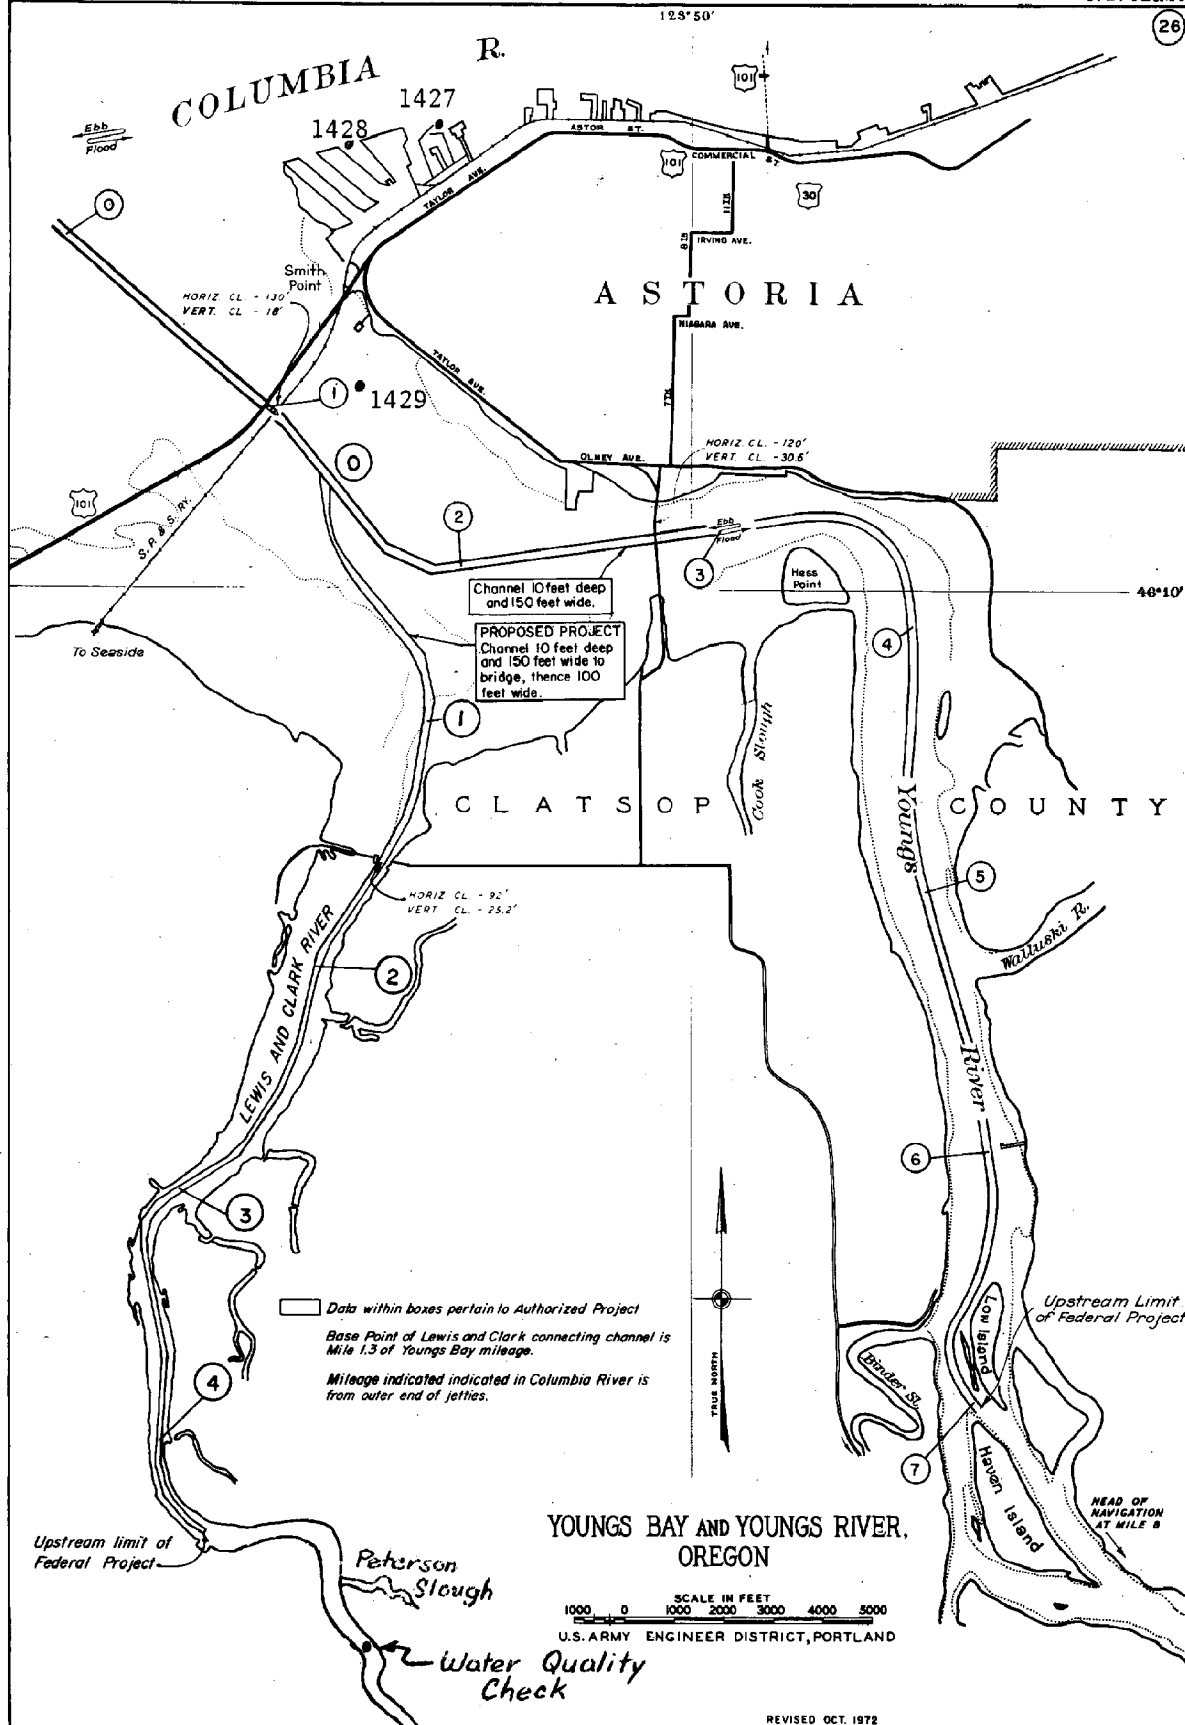 123°50'
26
COLUMBIA R.
1427
1428
Ebb
Flood
101
ASTOR ST.
101
COMMERCIAL ST.
30
TAYLOR AVE.
11TH
8TH
IRVING AVE.
0
Smith
Point
HORIZ. CL. - 130'
VERT. CL. - 18'
ASTORIA
NIAGARA AVE.
TAYLOR AVE.
1
1429
7TH
HORIZ. CL. - 120'
VERT. CL. - 30.6'
OLNEY AVE.
0
101
S.P. & S. RY.
2
Ebb
Flood
3
Hess
Point
Channel 10 feet deep
and 150 feet wide.
46°10'
PROPOSED PROJECT
Channel 10 feet deep
and 150 feet wide to
bridge, thence 100
feet wide.
4
To Seaside
1
Cook Slough
CLATSOP COUNTY
Youngs River
5
HORIZ. CL. - 92'
VERT. CL. - 25.2'
LEWIS AND CLARK RIVER
2
Walluski R.
6
3
Data within boxes pertain to Authorized Project
Base Point of Lewis and Clark connecting channel is
Mile 1.3 of Youngs Bay mileage.
Mileage indicated indicated in Columbia River is
from outer end of jetties.
TRUE NORTH
Low Island
Upstream Limit
of Federal Project
Binder Sl.
4
7
Haven Island
HEAD OF
NAVIGATION
AT MILE 8
YOUNGS BAY AND YOUNGS RIVER,
OREGON
Upstream limit of
Federal Project
Peterson
Slough
SCALE IN FEET
1000 0 1000 2000 3000 4000 5000
U.S. ARMY ENGINEER DISTRICT, PORTLAND
Water Quality
Check
REVISED OCT. 1972